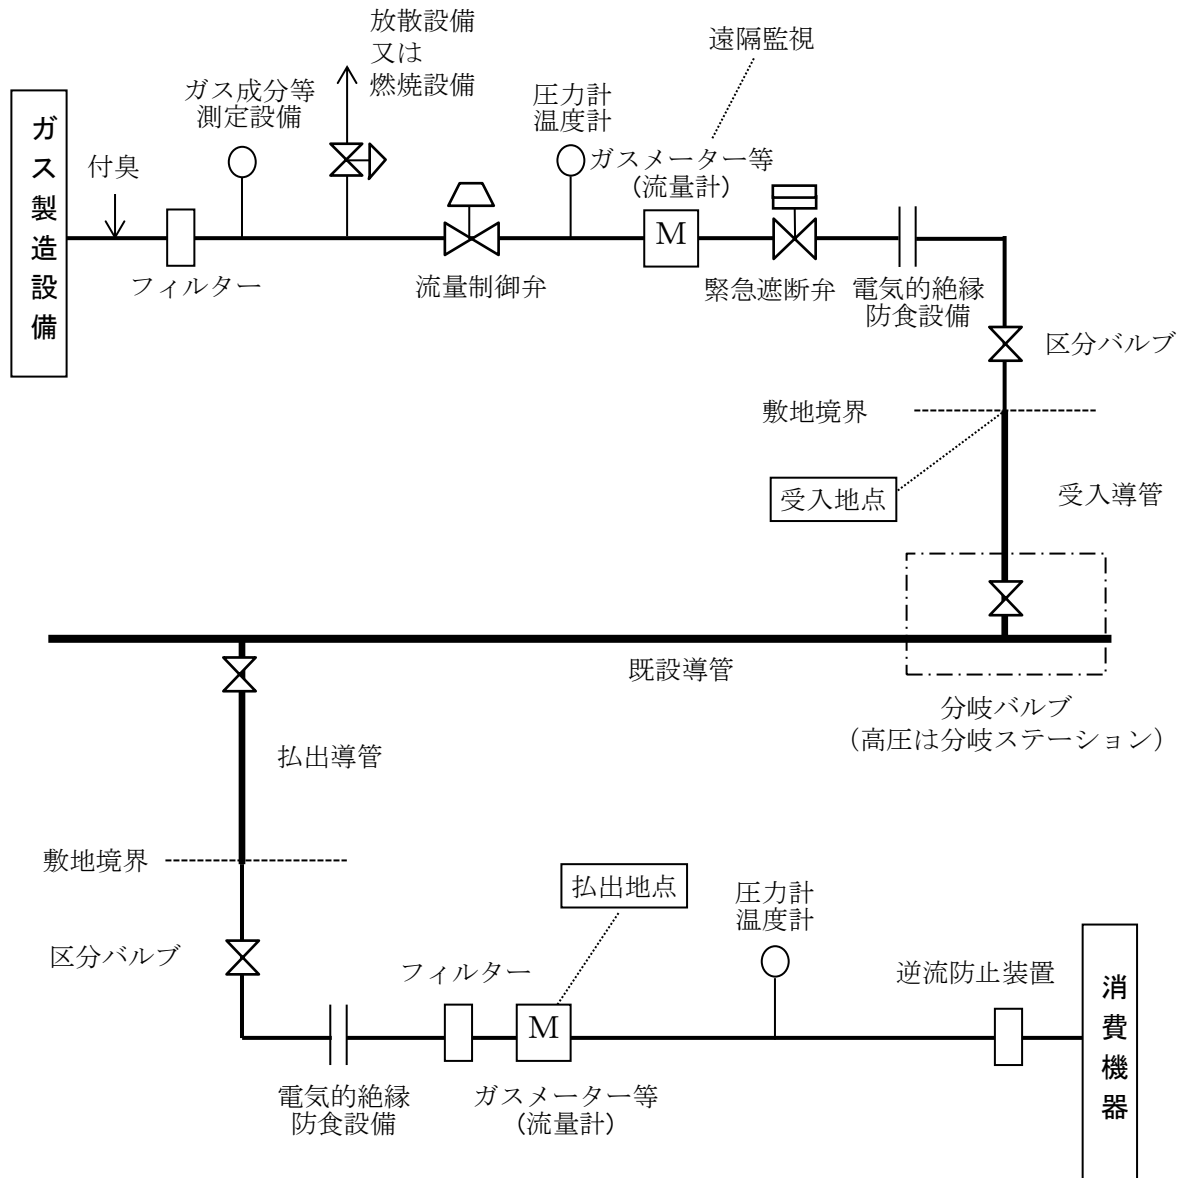 放散設備
又は
燃焼設備
遠隔監視
ガス成分等
測定設備
圧力計
温度計
ガス製造設備
付臭
ガスメーター等
（流量計）
M
フィルター
流量制御弁
緊急遮断弁
電気的絶縁
防食設備
区分バルブ
敷地境界
受入地点
受入導管
既設導管
分岐バルブ
（高圧は分岐ステーション）
払出導管
敷地境界
払出地点
圧力計
温度計
区分バルブ
フィルター
逆流防止装置
消費機器
M
電気的絶縁
防食設備
ガスメーター等
（流量計）